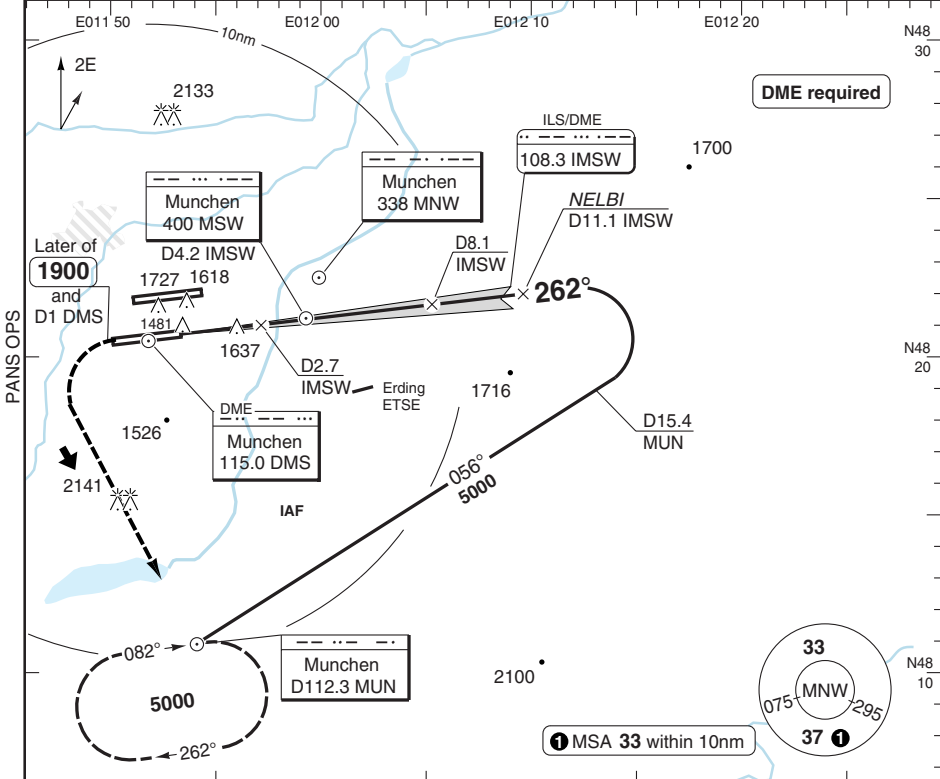 E011 50
E012 00
E012 10
E012 20
N48
30
10nm
2E
2133
DME required
ILS/DME
108.3 IMSW
1700
Munchen
338 MNW
Munchen
400 MSW
NELBI
D11.1 IMSW
D4.2 IMSW
D8.1
IMSW
Later of
1900
and
D1 DMS
1727
1618
262°
1481
1637
PANS OPS
D2.7
IMSW
Erding
ETSE
1716
N48
20
DME
Munchen
115.0 DMS
1526
D15.4
MUN
2141
056°
5000
IAF
082°
5000
262°
Munchen
D112.3 MUN
2100
33
MNW
075
295
37 1
N48
10
1 MSA 33 within 10nm